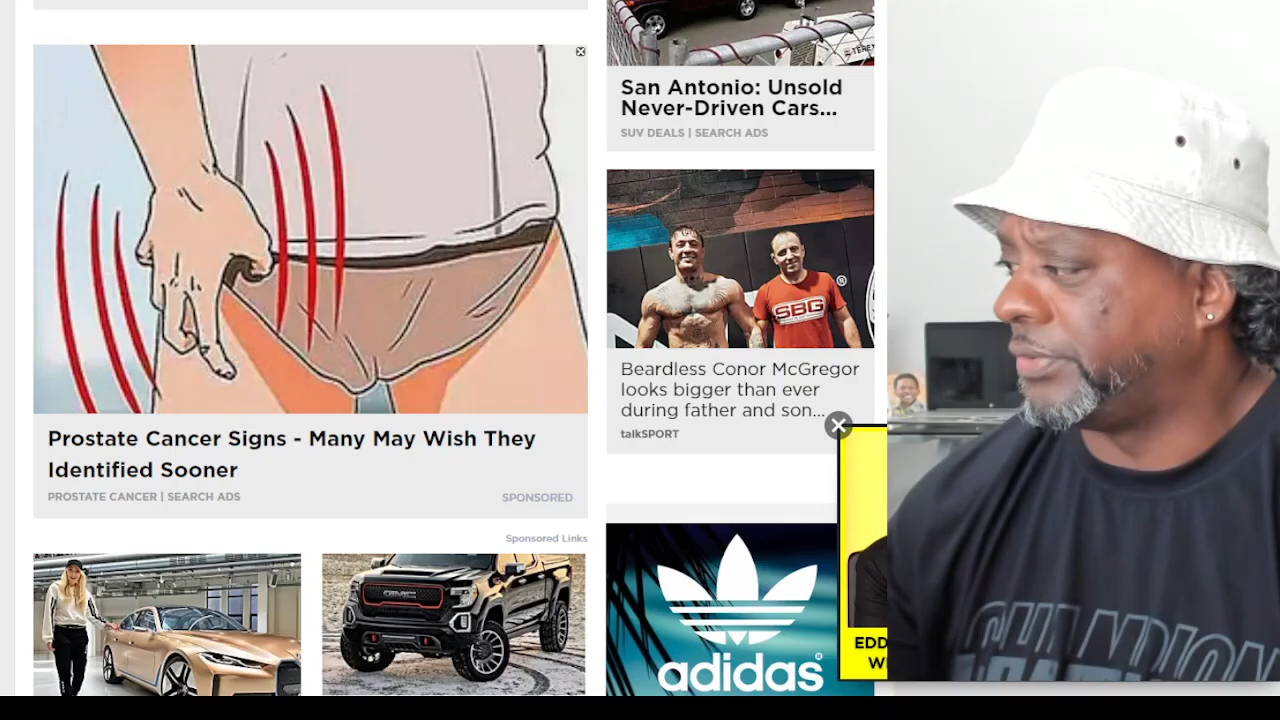 Prostate Cancer Signs - Many May Wish They
Identified Sooner
PROSTATE CANCER | SEARCH ADS
SPONSORED
Sponsored Links
San Antonio: Unsold
Never-Driven Cars...
SUV DEALS | SEARCH ADS
SBG
®
Beardless Conor McGregor
looks bigger than ever
during father and son...
talkSPORT
adidas
EDD
CHAMPION